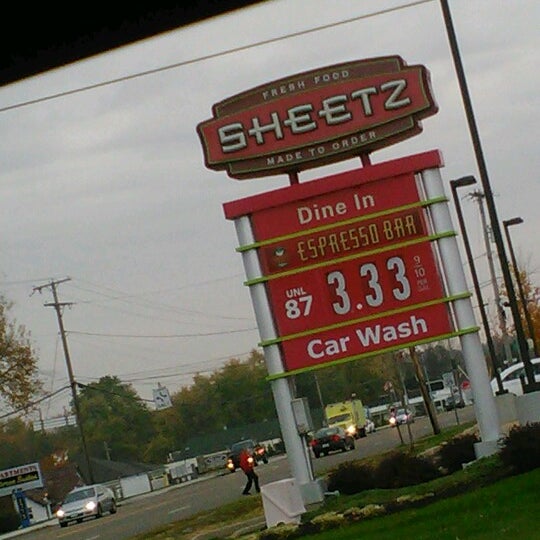 FRESH FOOD
SHEETZ
MADE TO ORDER
Dine In
ESPRESSO BAR
UNL
87
3.33 9/10
PER GAL
Car Wash